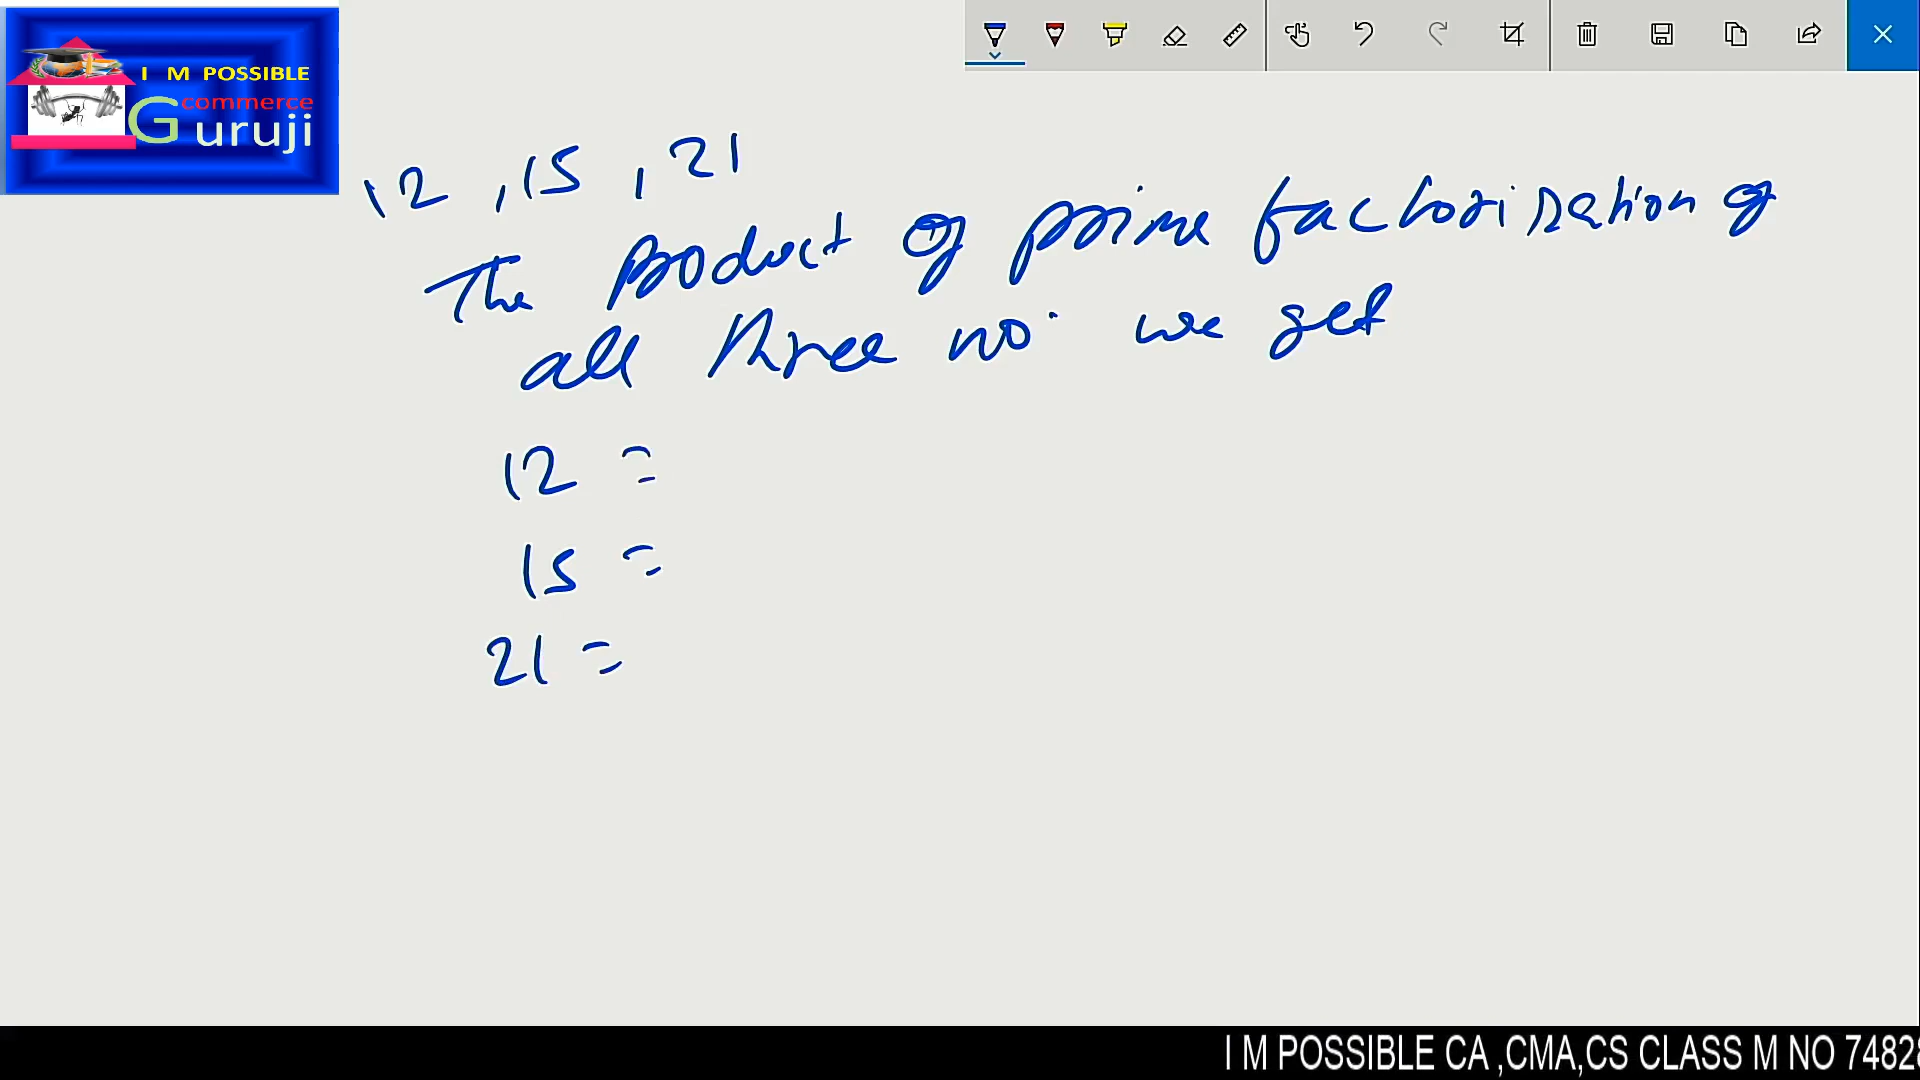 I M POSSIBLE
commerce
Guruji
12 , 15 , 21
The product of prime factorisation of
all three no. we get
12 =
15 =
21 =
I M POSSIBLE CA ,CMA,CS CLASS M NO 7482